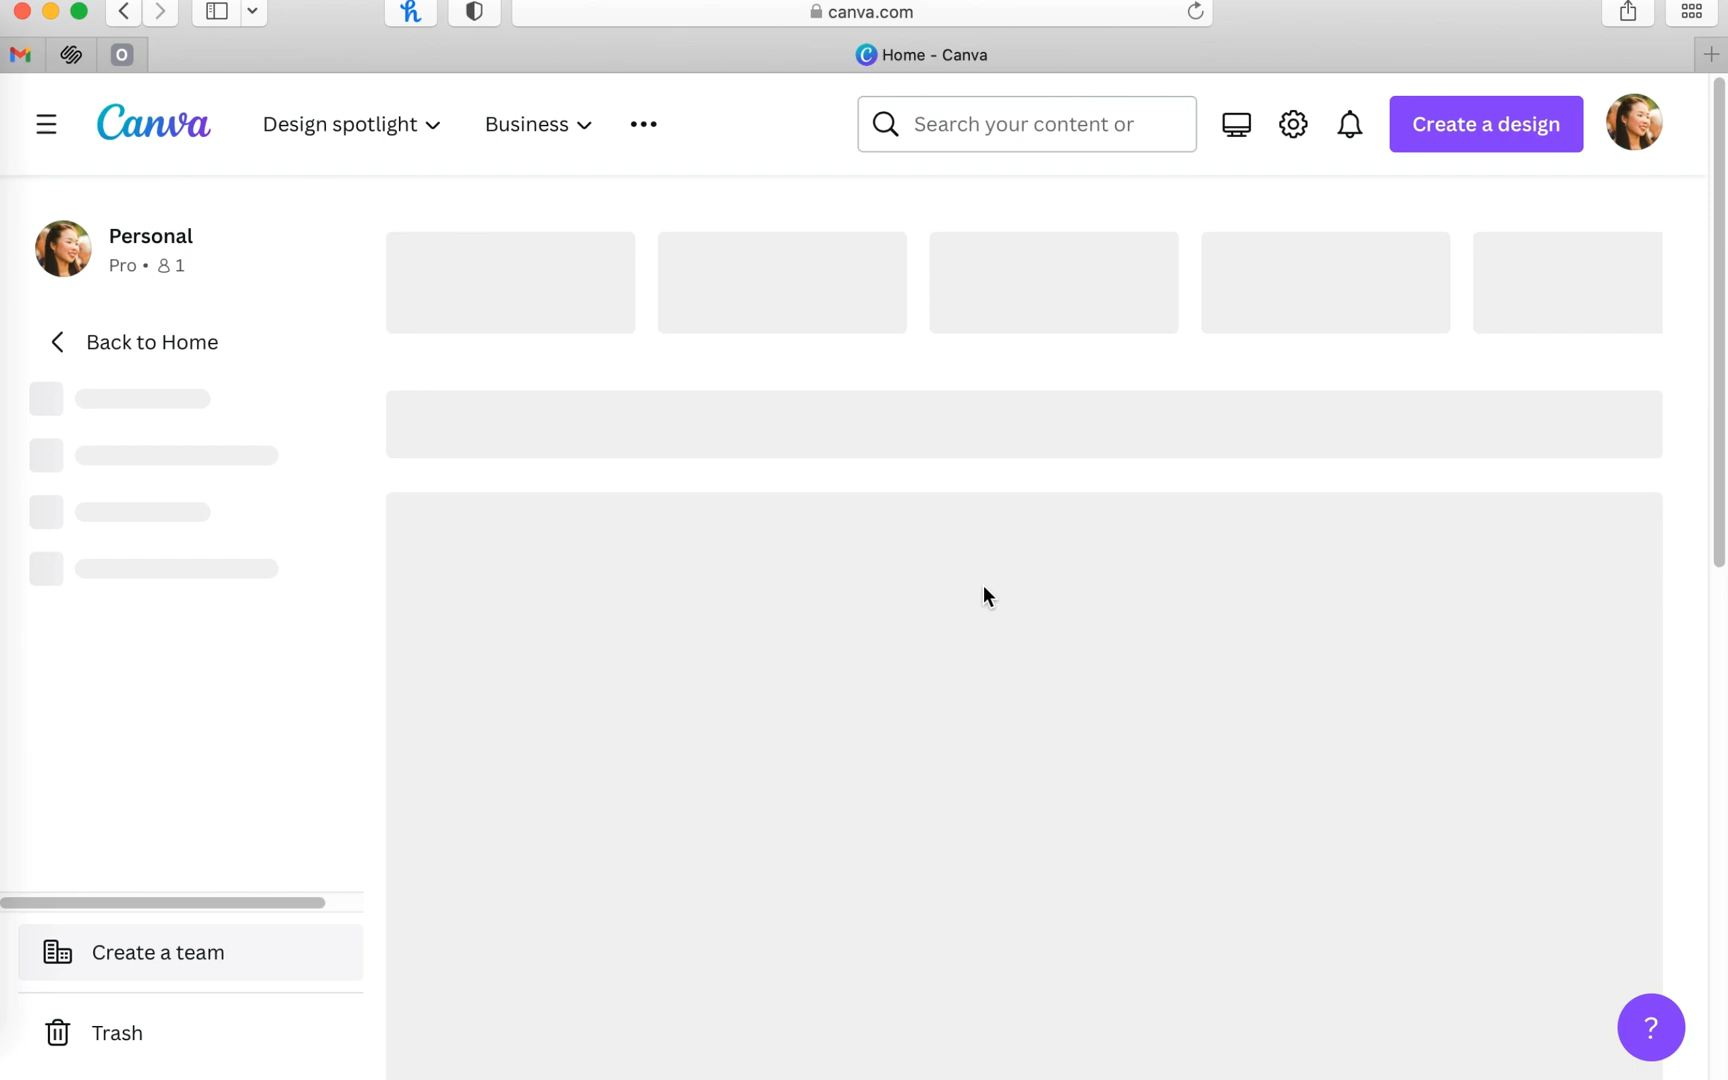 canva.com
O
Home - Canva
Canva
Design spotlight
Business
Search your content or
Create a design
Personal
Pro • 1
Back to Home
Create a team
Trash
?